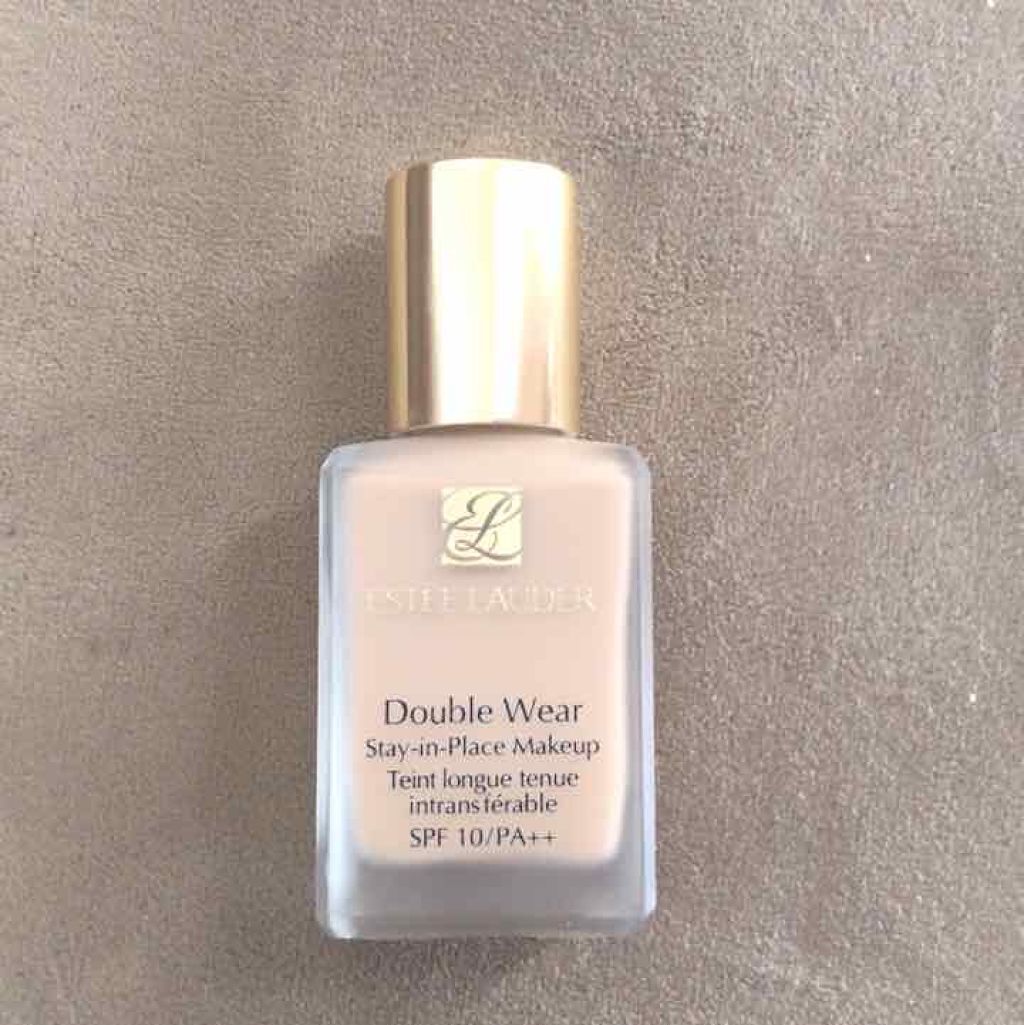 EL
ESTEE LAUDER
Double Wear
Stay-in-Place Makeup
Teint longue tenue
intransférable
SPF 10/PA++